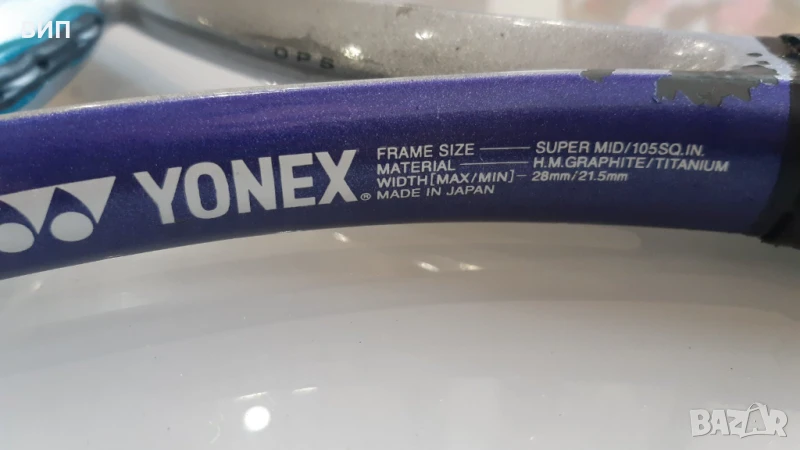 ВИП
OPS
YONEX®
FRAME SIZE — SUPER MID/105SQ.IN.
MATERIAL — H.M.GRAPHITE/TITANIUM
WIDTH[MAX/MIN]- 28mm/21.5mm
MADE IN JAPAN
BAZAR